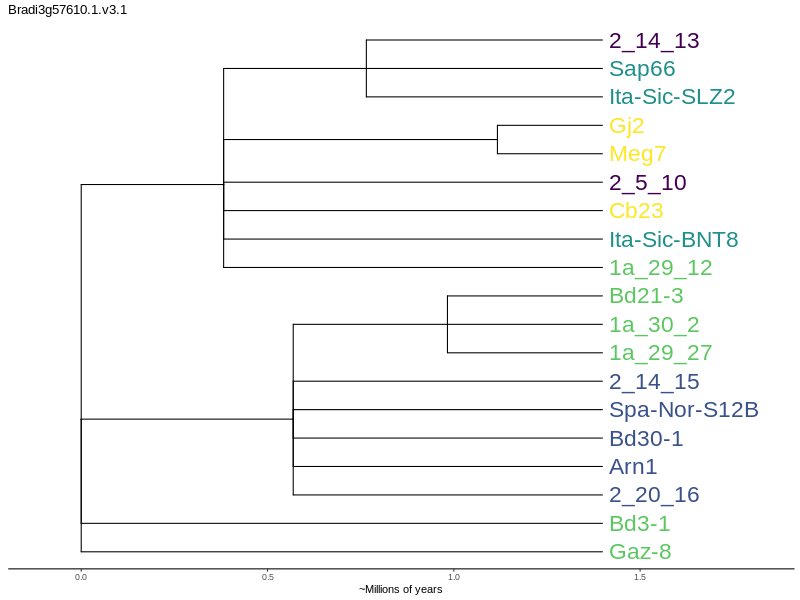 Bradi3g57610.1.v3.1
2_14_13
Sap66
Ita-Sic-SLZ2
Gj2
Meg7
2_5_10
Cb23
Ita-Sic-BNT8
1a_29_12
Bd21-3
1a_30_2
1a_29_27
2_14_15
Spa-Nor-S12B
Bd30-1
Arn1
2_20_16
Bd3-1
Gaz-8
0.0 0.5 1.0 1.5
~Millions of years